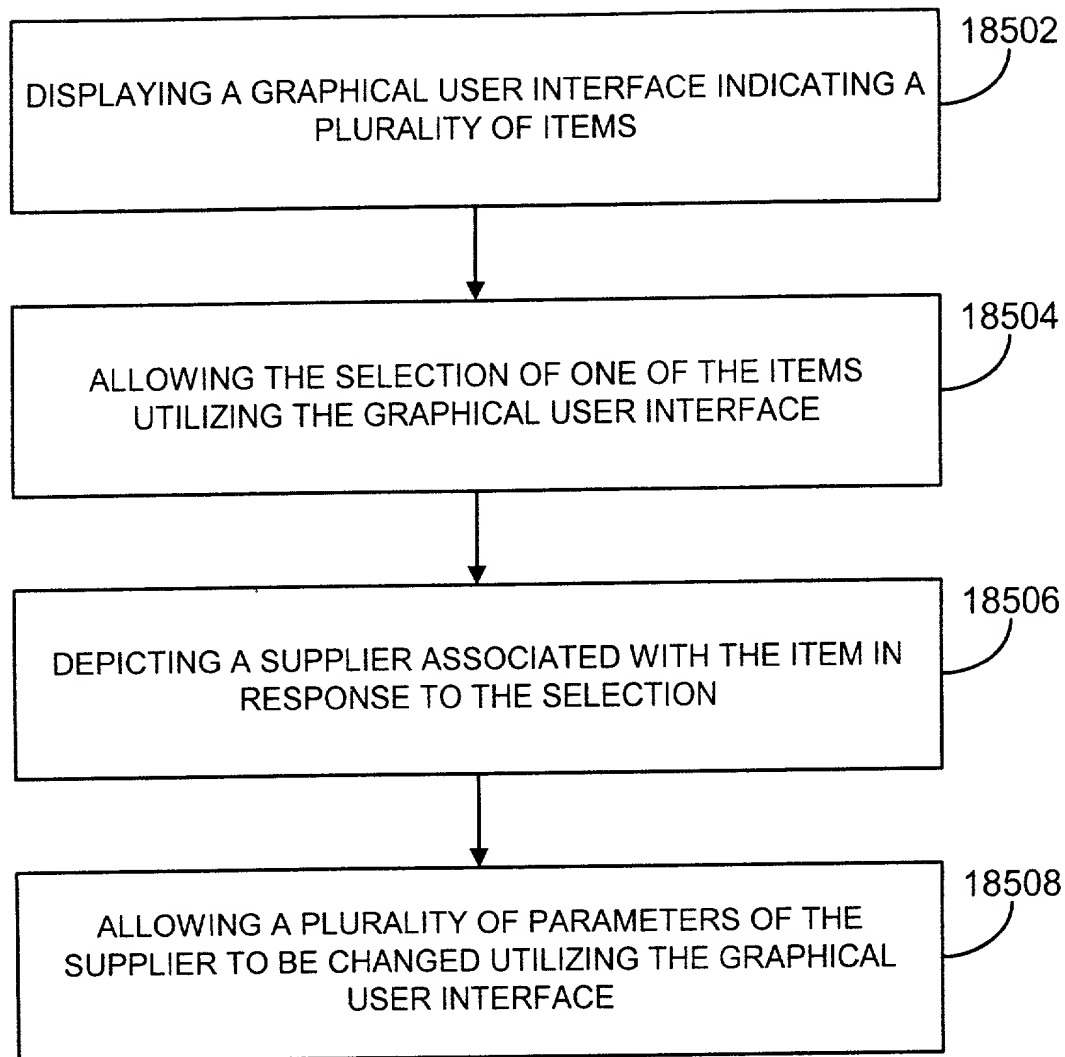 18502
DISPLAYING A GRAPHICAL USER INTERFACE INDICATING A
PLURALITY OF ITEMS
18504
ALLOWING THE SELECTION OF ONE OF THE ITEMS
UTILIZING THE GRAPHICAL USER INTERFACE
18506
DEPICTING A SUPPLIER ASSOCIATED WITH THE ITEM IN
RESPONSE TO THE SELECTION
18508
ALLOWING A PLURALITY OF PARAMETERS OF THE
SUPPLIER TO BE CHANGED UTILIZING THE GRAPHICAL
USER INTERFACE